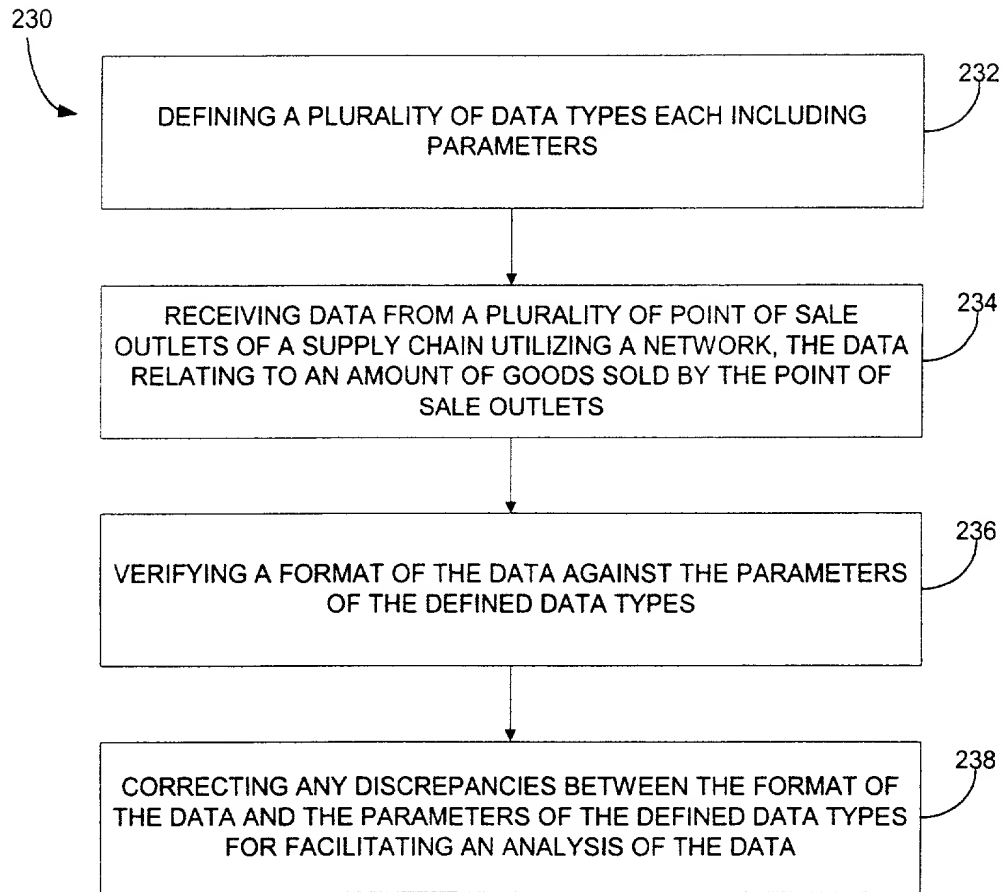 230
232
DEFINING A PLURALITY OF DATA TYPES EACH INCLUDING
PARAMETERS
234
RECEIVING DATA FROM A PLURALITY OF POINT OF SALE
OUTLETS OF A SUPPLY CHAIN UTILIZING A NETWORK, THE DATA
RELATING TO AN AMOUNT OF GOODS SOLD BY THE POINT OF
SALE OUTLETS
236
VERIFYING A FORMAT OF THE DATA AGAINST THE PARAMETERS
OF THE DEFINED DATA TYPES
238
CORRECTING ANY DISCREPANCIES BETWEEN THE FORMAT OF
THE DATA AND THE PARAMETERS OF THE DEFINED DATA TYPES
FOR FACILITATING AN ANALYSIS OF THE DATA